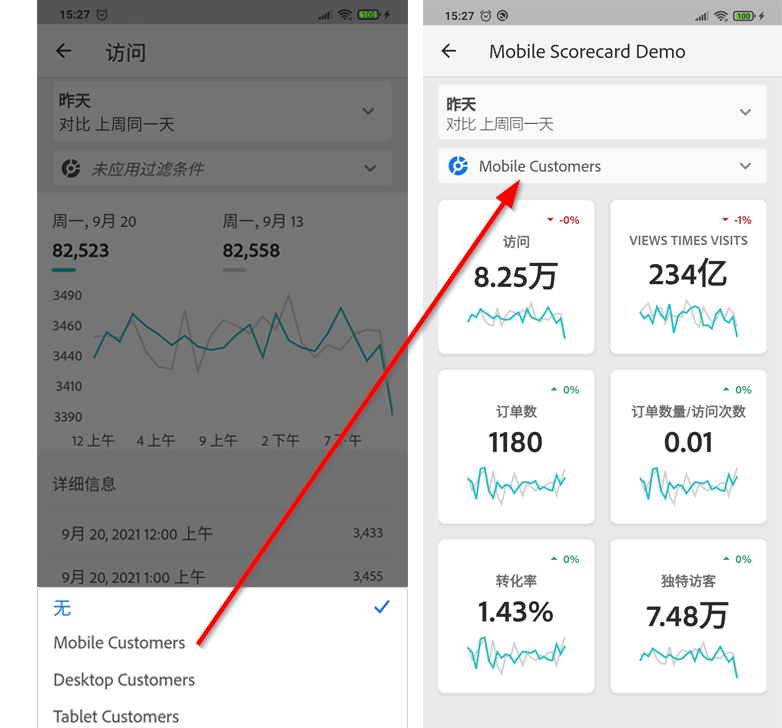 15:27
100
访问
昨天
对比 上周同一天
未应用过滤条件
周一, 9月 20
周一, 9月 13
82,523
82,558
3490
3460
3440
3410
3390
12 上午
4 上午
9 上午
2 下午
7 下午
详细信息
9月 20, 2021 12:00 上午
3,433
9月 20, 2021 1:00 上午
3,455
无
Mobile Customers
Desktop Customers
Tablet Customers
15:27
100
Mobile Scorecard Demo
昨天
对比 上周同一天
Mobile Customers
-0%
访问
8.25万
-1%
VIEWS TIMES VISITS
234亿
0%
订单数
1180
0%
订单数量/访问次数
0.01
0%
转化率
1.43%
0%
独特访客
7.48万